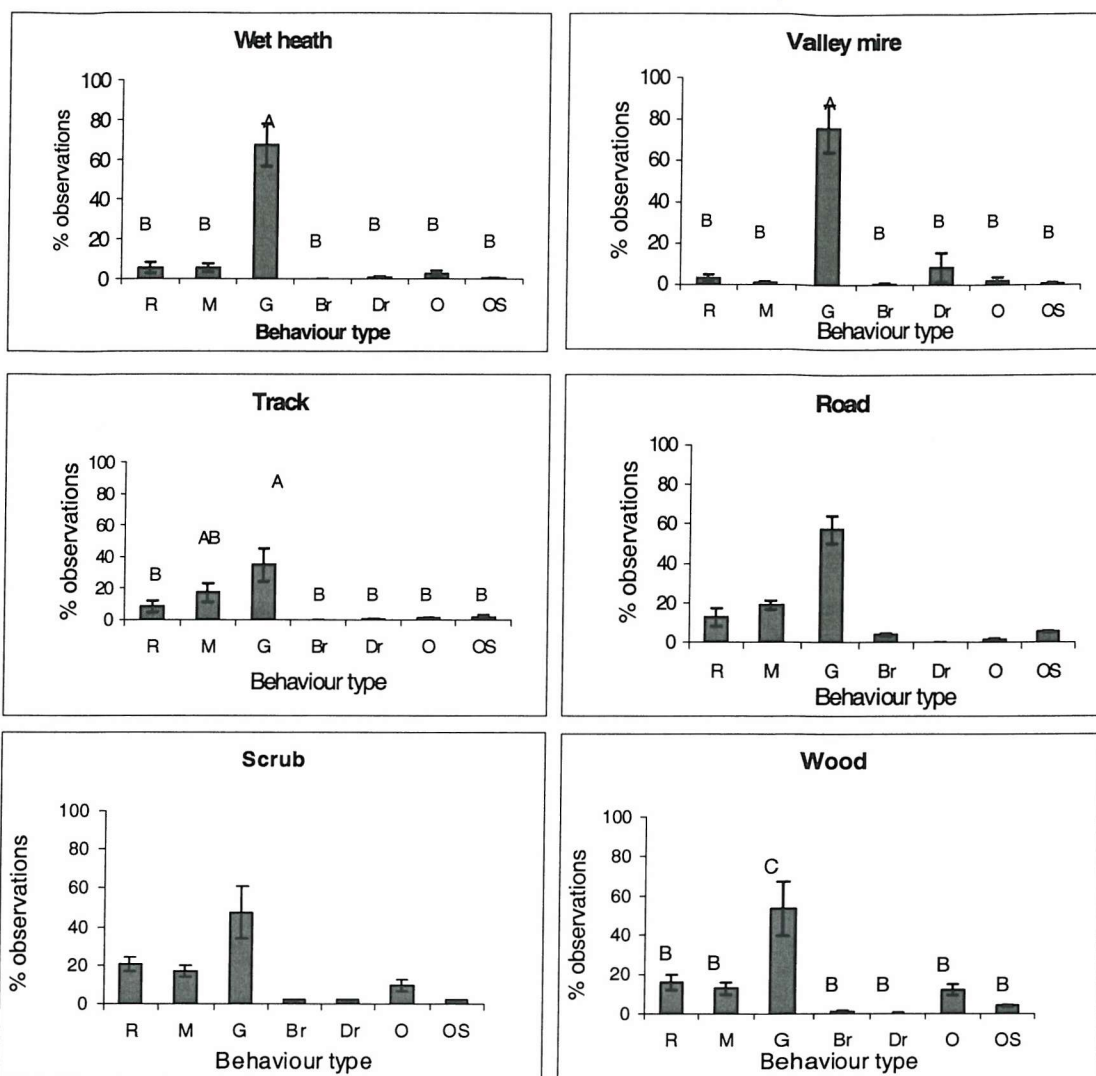 Wet heath
% observations
100
80
60
40
20
0
A
B B B B B B
R M G Br Dr O OS
Behaviour type
Valley mire
% observations
100
80
60
40
20
0
A
B B B B B B
R M G Br Dr O OS
Behaviour type
Track
% observations
100
80
60
40
20
0
A
AB
B B B B B
R M G Br Dr O OS
Behaviour type
Road
% observations
100
80
60
40
20
0
R M G Br Dr O OS
Behaviour type
Scrub
% observations
100
80
60
40
20
0
R M G Br Dr O OS
Behaviour type
Wood
% observations
100
80
60
40
20
0
C
B B B B B B
R M G Br Dr O OS
Behaviour type